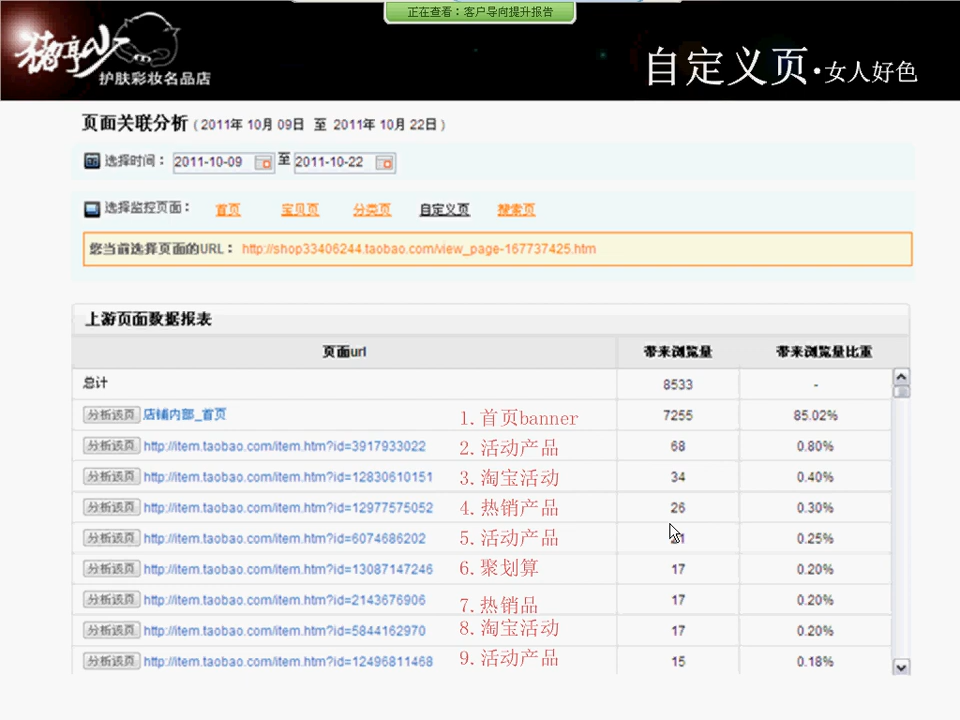 正在查看：客户导向提升报告
护肤彩妆名品店
自定义页·女人好色
页面关联分析 ( 2011年 10月 09日 至 2011年 10月 22日 )
选择时间： 2011-10-09 至 2011-10-22
选择监控页面： 首页 宝贝页 分类页 自定义页 搜索页
您当前选择页面的URL： http://shop33406244.taobao.com/view_page-167737425.htm
上游页面数据报表
页面url 带来浏览量 带来浏览量比重
总计 8533 -
分析该页 店铺内部_首页 1.首页banner 7255 85.02%
分析该页 http://item.taobao.com/item.htm?id=3917933022 2.活动产品 68 0.80%
分析该页 http://item.taobao.com/item.htm?id=12830610151 3.淘宝活动 34 0.40%
分析该页 http://item.taobao.com/item.htm?id=12977575052 4.热销产品 26 0.30%
分析该页 http://item.taobao.com/item.htm?id=6074686202 5.活动产品 0.25%
分析该页 http://item.taobao.com/item.htm?id=13087147246 6.聚划算 17 0.20%
分析该页 http://item.taobao.com/item.htm?id=2143676906 7.热销品 17 0.20%
分析该页 http://item.taobao.com/item.htm?id=5844162970 8.淘宝活动 17 0.20%
分析该页 http://item.taobao.com/item.htm?id=12496811468 9.活动产品 15 0.18%